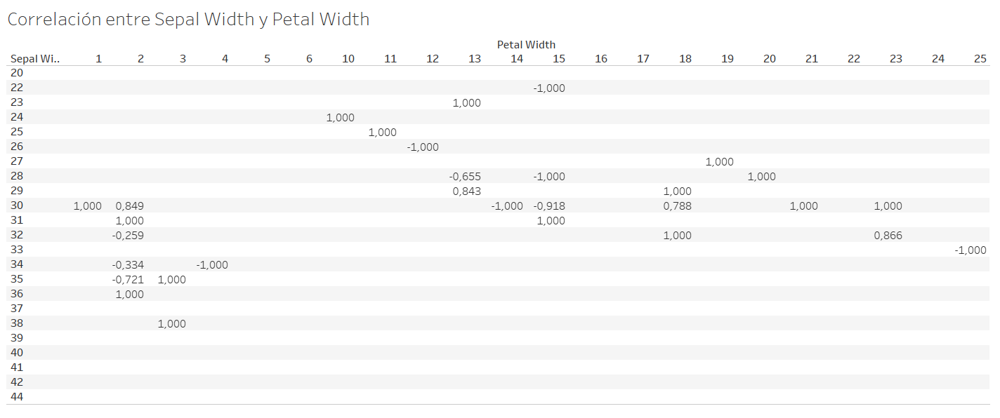 Correlación entre Sepal Width y Petal Width
Petal Width
Sepal Wi.. 1 2 3 4 5 6 10 11 12 13 14 15 16 17 18 19 20 21 22 23 24 25
20
22 -1,000
23 1,000
24 1,000
25 1,000
26 -1,000
27 1,000
28 -0,655 -1,000 1,000
29 0,843 1,000
30 1,000 0,849 -1,000 -0,918 0,788 1,000 1,000
31 1,000 1,000
32 -0,259 1,000 0,866
33 -1,000
34 -0,334 -1,000
35 -0,721 1,000
36 1,000
37
38 1,000
39
40
41
42
44